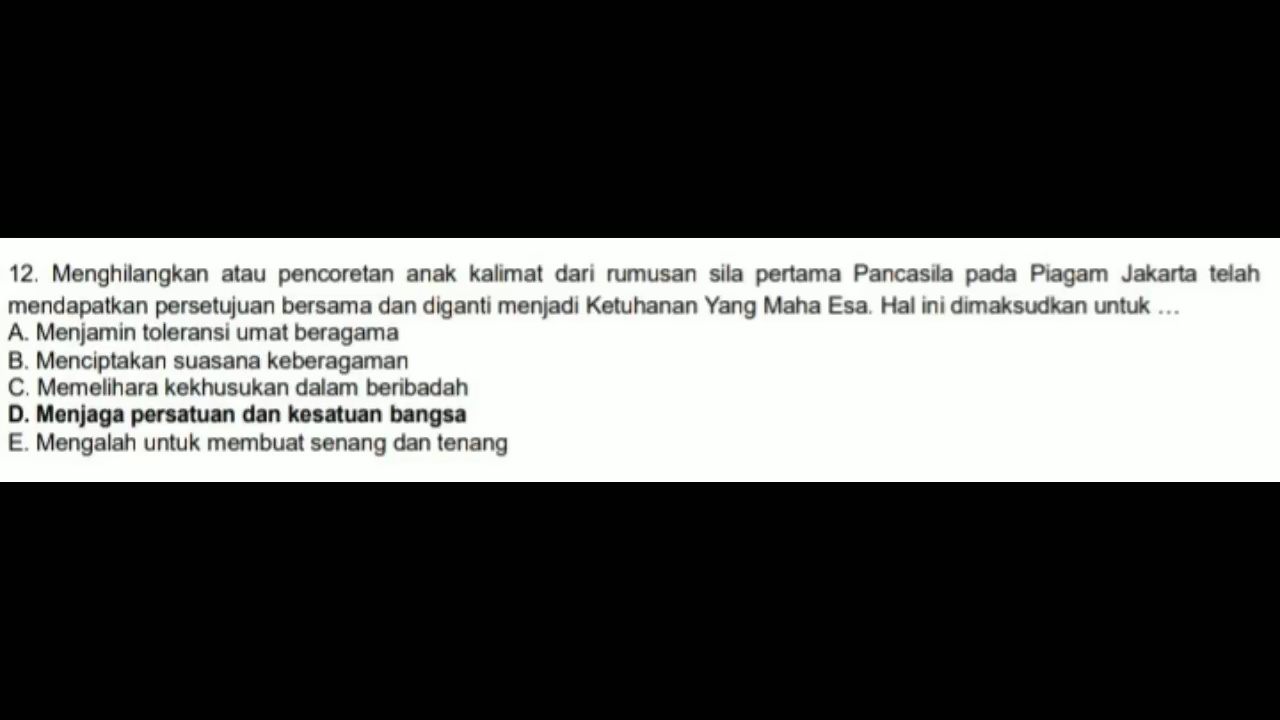 12. Menghilangkan atau pencoretan anak kalimat dari rumusan sila pertama Pancasila pada Piagam Jakarta telah
mendapatkan persetujuan bersama dan diganti menjadi Ketuhanan Yang Maha Esa. Hal ini dimaksudkan untuk ...
A. Menjamin toleransi umat beragama
B. Menciptakan suasana keberagaman
C. Memelihara kekhusukan dalam beribadah
D. Menjaga persatuan dan kesatuan bangsa
E. Mengalah untuk membuat senang dan tenang